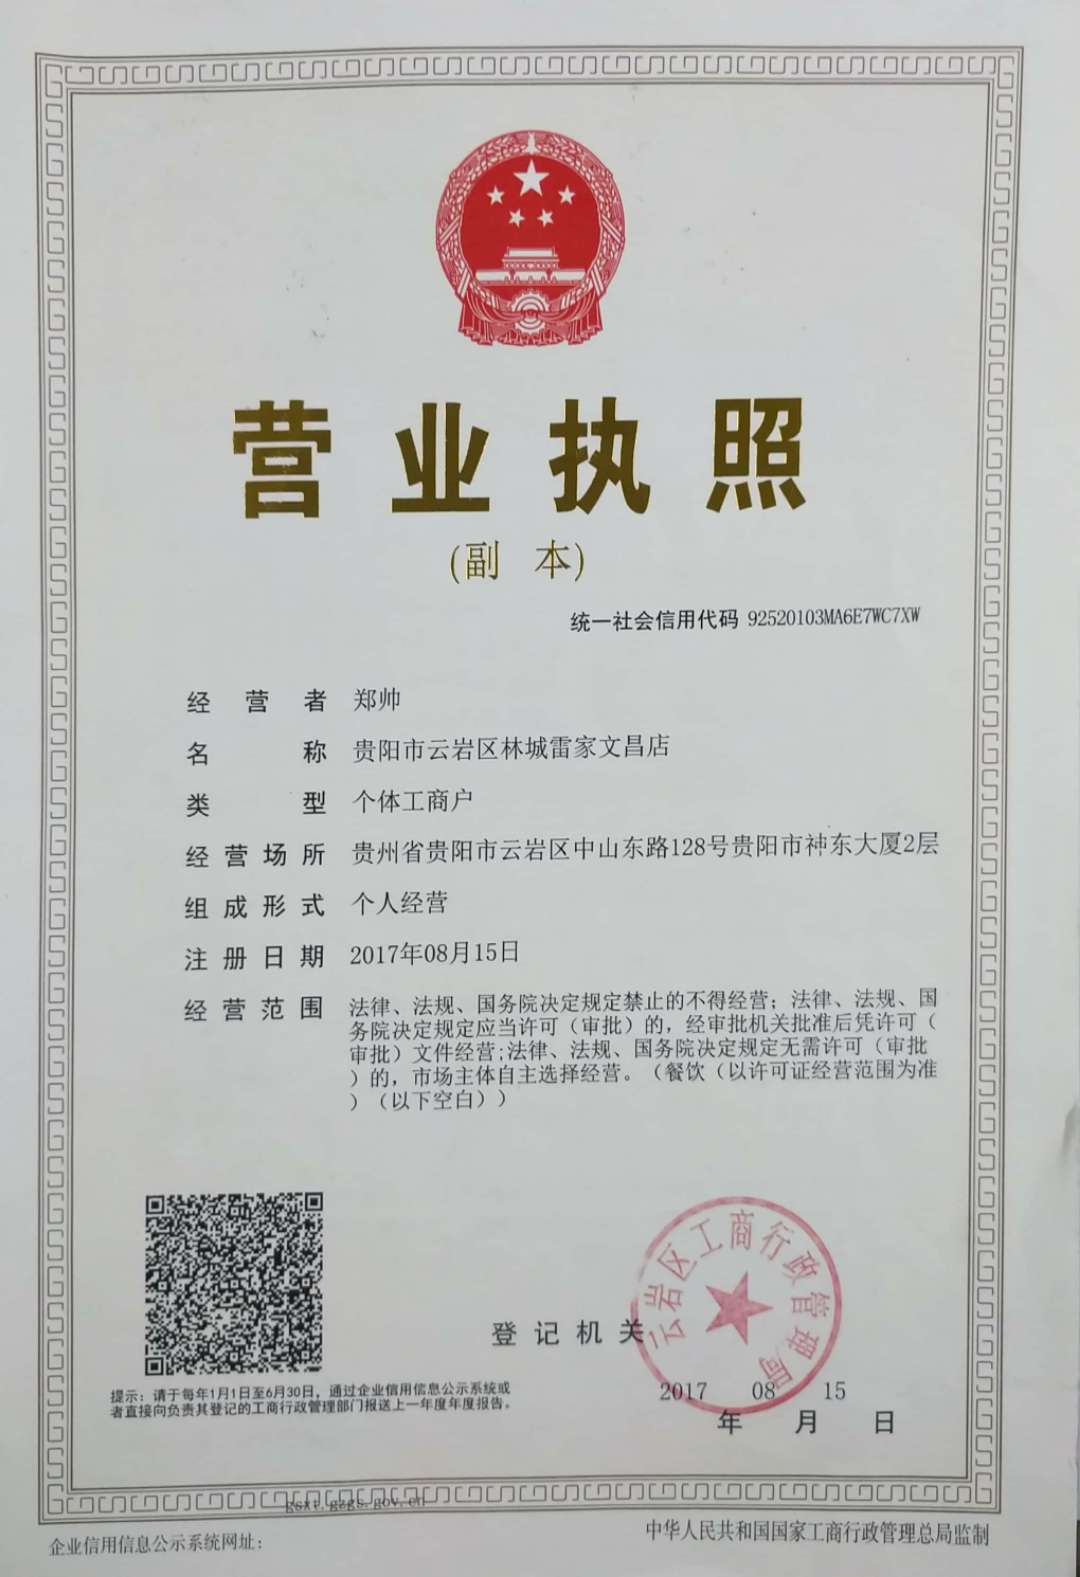 营业执照
(副 本)
统一社会信用代码 92520103MA6E7WC7XW
经营者 郑帅
名称 贵阳市云岩区林城雷家文昌店
类型 个体工商户
经营场所 贵州省贵阳市云岩区中山东路128号贵阳市神东大厦2层
组成形式 个人经营
注册日期 2017年08月15日
经营范围 法律、法规、国务院决定规定禁止的不得经营；法律、法规、国
务院决定规定应当许可（审批）的，经审批机关批准后凭许可（
审批）文件经营;法律、法规、国务院决定规定无需许可（审批
）的，市场主体自主选择经营。（餐饮（以许可证经营范围为准
）（以下空白））
云岩区工商行政管理局
登记机关
2017 08 15
年 月 日
提示：请于每年1月1日至6月30日，通过企业信用信息公示系统或
者直接向负责其登记的工商行政管理部门报送上一年度年度报告。
gsxt.gzgs.gov.cn
企业信用信息公示系统网址：
中华人民共和国国家工商行政管理总局监制